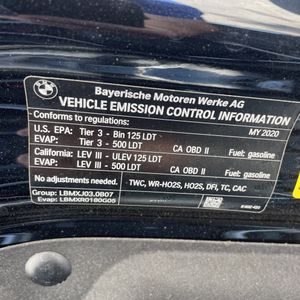 BMW
Bayerische Motoren Werke AG
VEHICLE EMISSION CONTROL INFORMATION
Conforms to regulations: MY 2020
U.S. EPA: Tier 3 - Bin 125 LDT
EVAP: Tier 3 - 500 LDT CA OBD II Fuel: gasoline
California: LEV III - ULEV 125 LDT
EVAP: LEV III - 500 LDT CA OBD II Fuel: gasoline
No adjustments needed.
TWC, WR-HO2S, HO2S, DFI, TC, CAC
Group: LBMXJ03.0B07
Evap: LBMXR0180G05